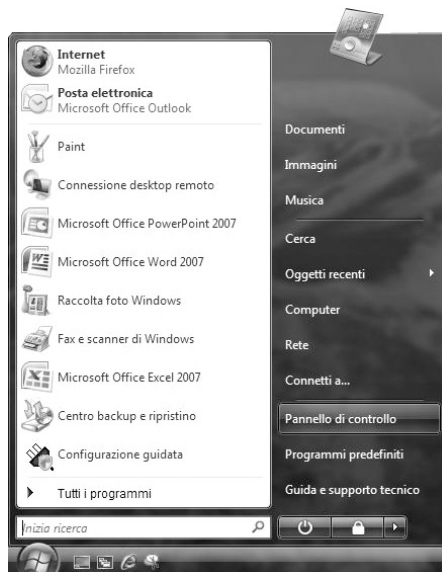 Internet
Mozilla Firefox
Posta elettronica
Microsoft Office Outlook
Paint
Connessione desktop remoto
Microsoft Office PowerPoint 2007
Microsoft Office Word 2007
Raccolta foto Windows
Fax e scanner di Windows
Microsoft Office Excel 2007
Centro backup e ripristino
Configurazione guidata
Tutti i programmi
Inizia ricerca
Documenti
Immagini
Musica
Cerca
Oggetti recenti
Computer
Rete
Connetti a...
Pannello di controllo
Programmi predefiniti
Guida e supporto tecnico